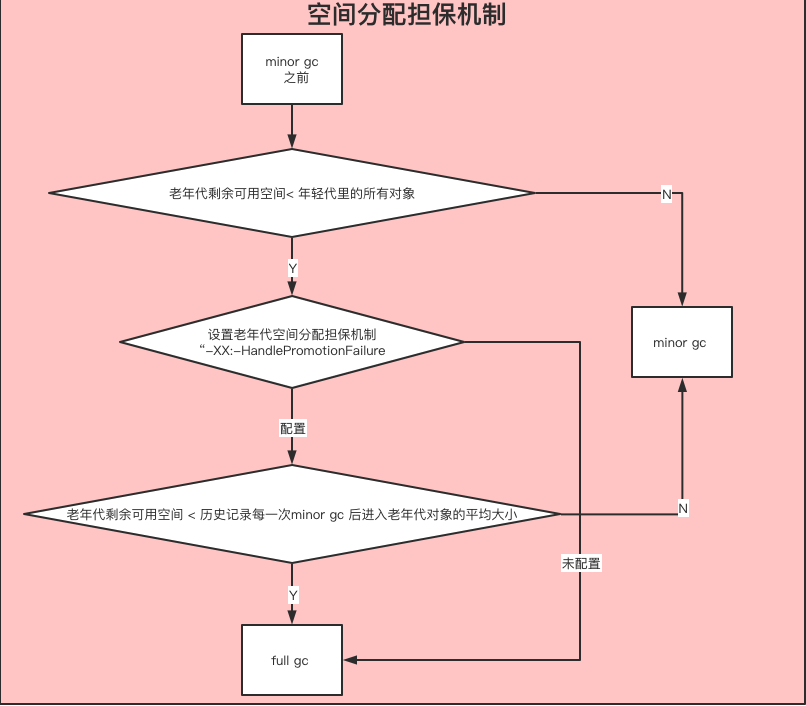 空间分配担保机制
minor gc
之前
老年代剩余可用空间< 年轻代里的所有对象
N
Y
设置老年代空间分配担保机制
“-XX:-HandlePromotionFailure
minor gc
配置
老年代剩余可用空间 < 历史记录每一次minor gc 后进入老年代对象的平均大小
N
未配置
Y
full gc